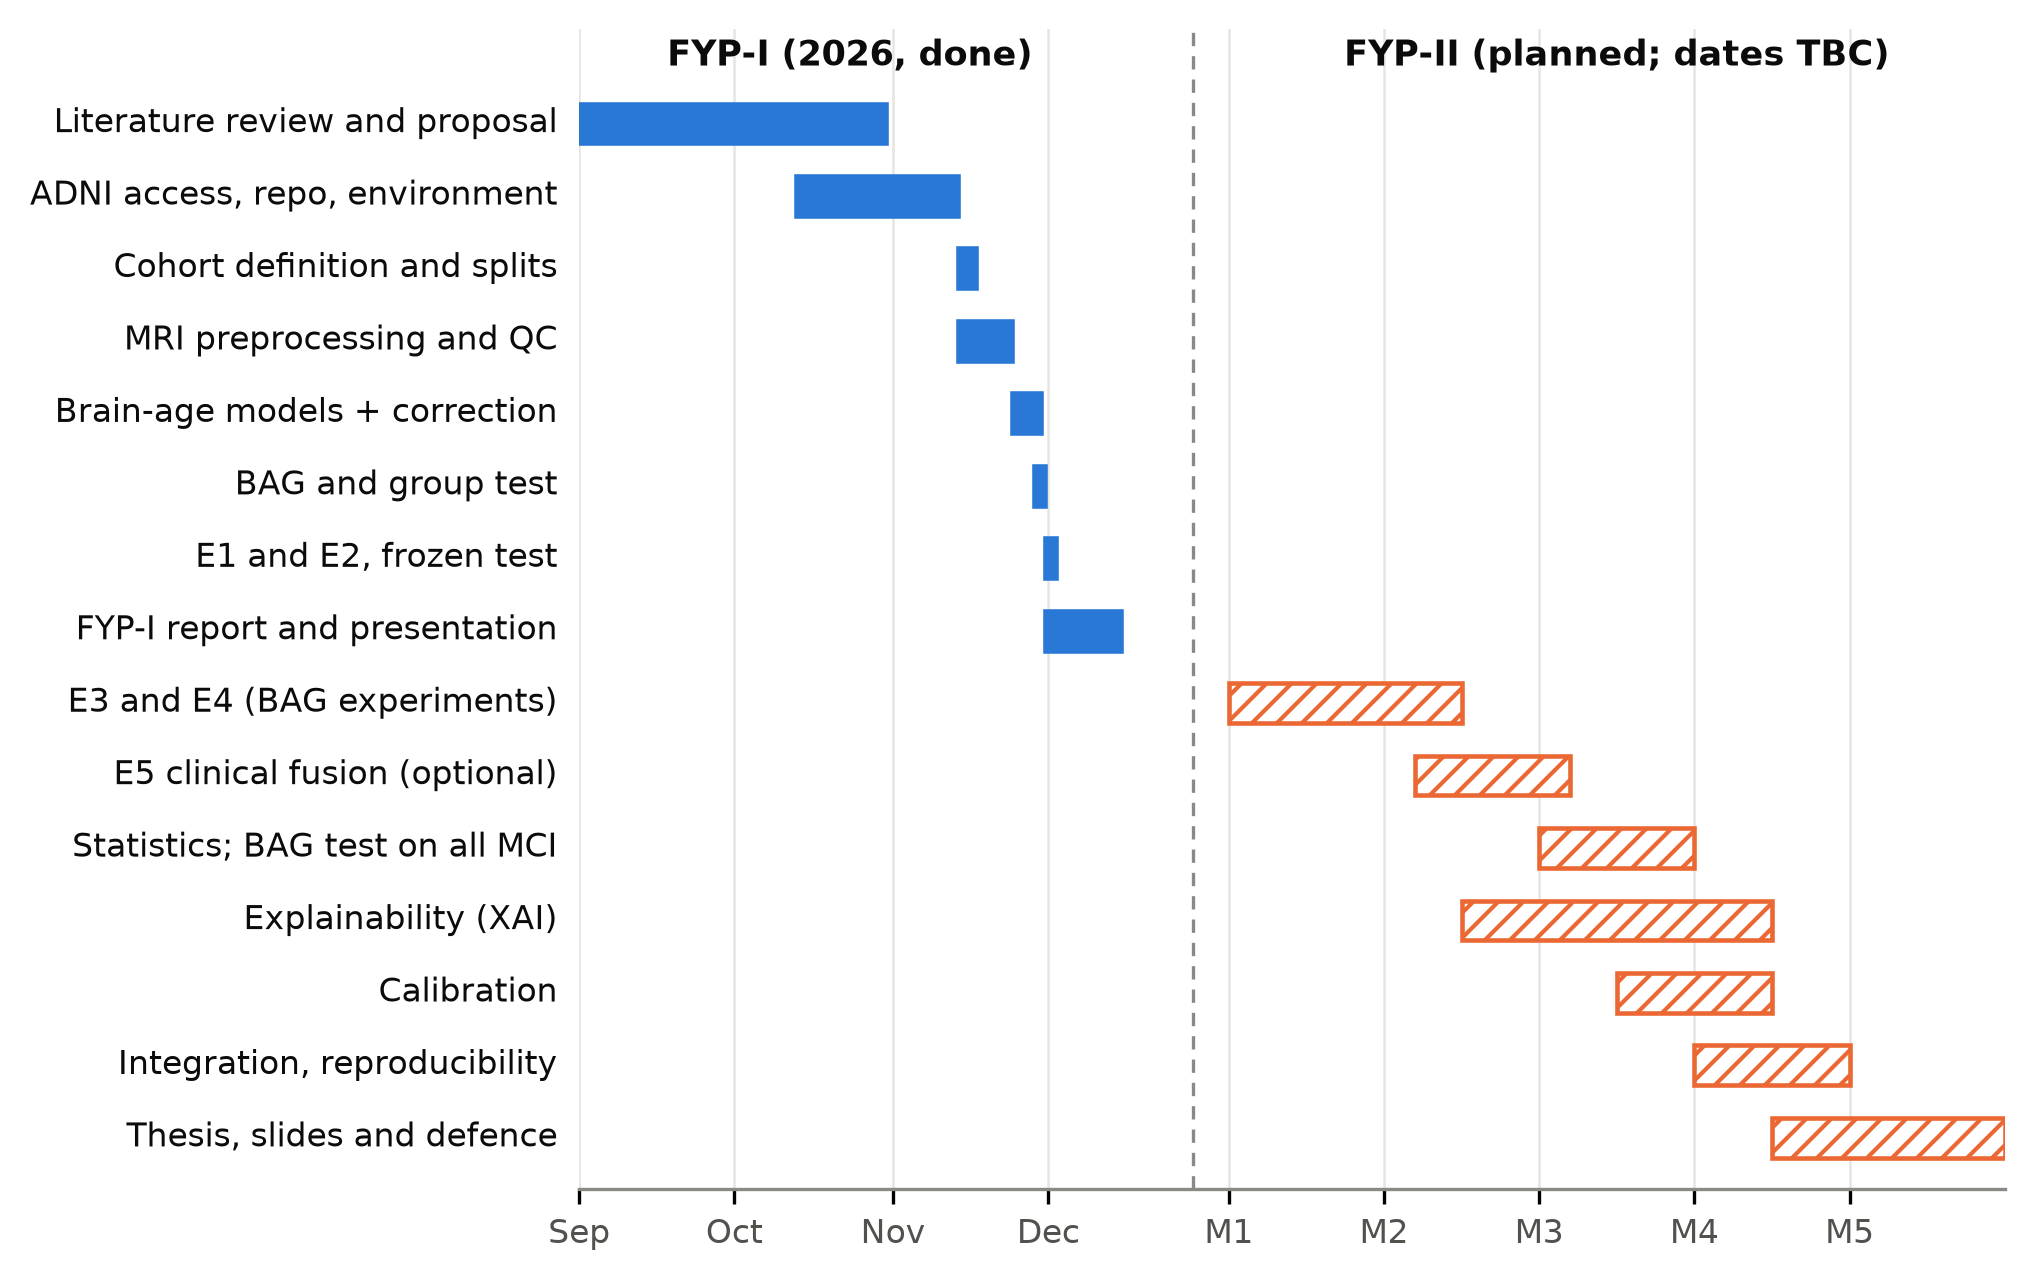 FYP-I (2026, done)
FYP-II (planned; dates TBC)
Literature review and proposal
ADNI access, repo, environment
Cohort definition and splits
MRI preprocessing and QC
Brain-age models + correction
BAG and group test
E1 and E2, frozen test
FYP-I report and presentation
E3 and E4 (BAG experiments)
E5 clinical fusion (optional)
Statistics; BAG test on all MCI
Explainability (XAI)
Calibration
Integration, reproducibility
Thesis, slides and defence
Sep Oct Nov Dec M1 M2 M3 M4 M5